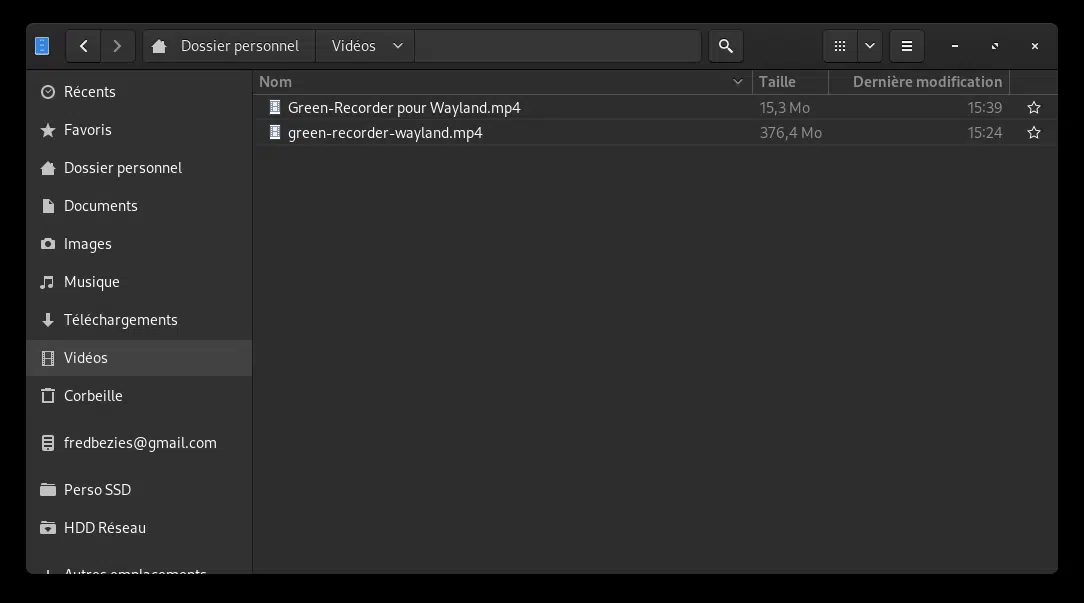 Dossier personnel Vidéos
Récents
Favoris
Dossier personnel
Documents
Images
Musique
Téléchargements
Vidéos
Corbeille
fredbezies@gmail.com
Perso SSD
HDD Réseau
Autres emplacements
Nom Taille Dernière modification
Green-Recorder pour Wayland.mp4 15,3 Mo 15:39
green-recorder-wayland.mp4 376,4 Mo 15:24